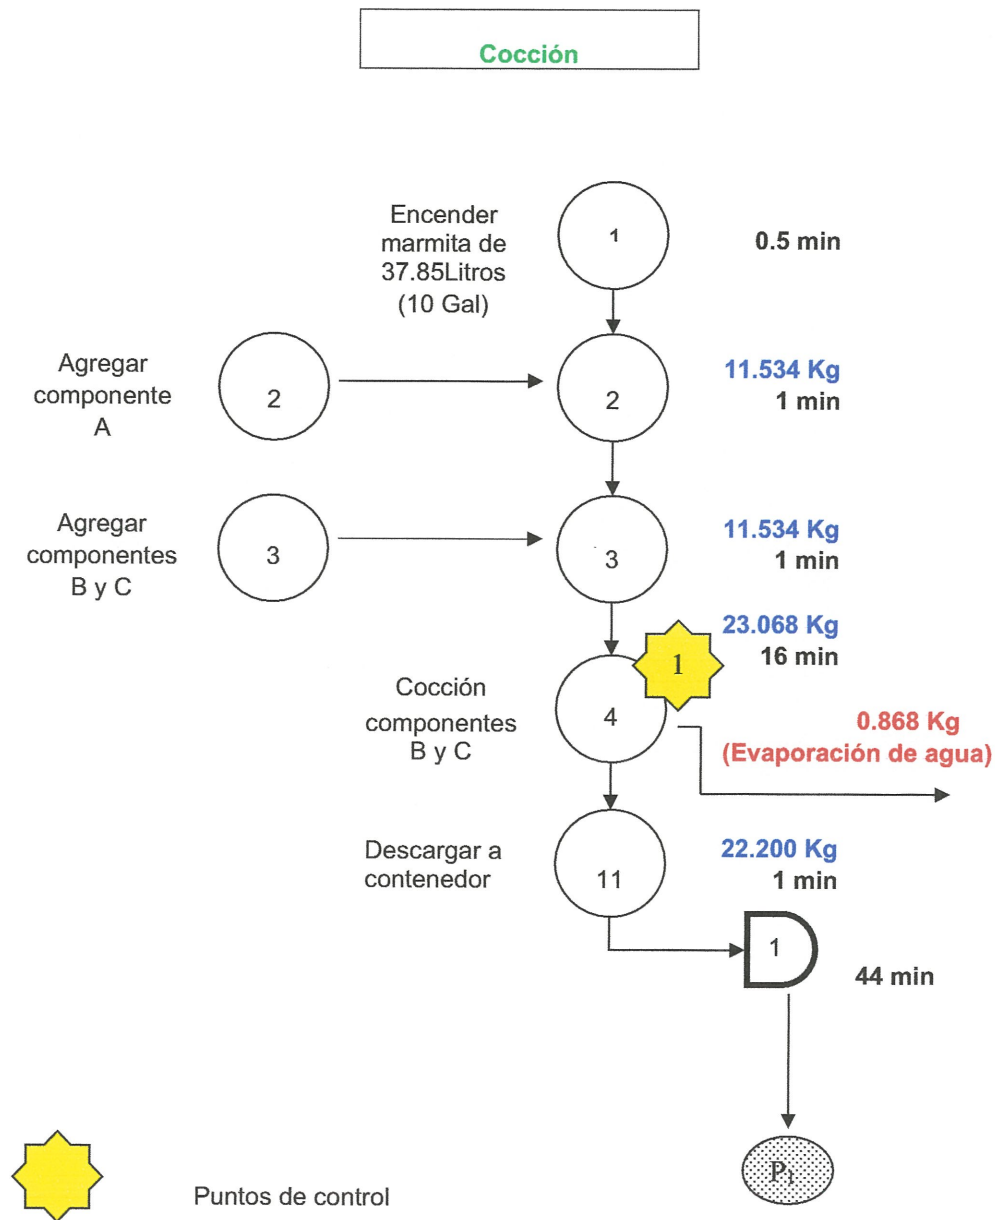 Cocción
Encender
marmita de
37.85Litros
(10 Gal)
1
0.5 min
Agregar
componente
A
2
2
11.534 Kg
1 min
Agregar
componentes
B y C
3
3
11.534 Kg
1 min
23.068 Kg
16 min
1
Cocción
componentes
B y C
4
0.868 Kg
(Evaporación de agua)
Descargar a
contenedor
11
22.200 Kg
1 min
1
44 min
P1
Puntos de control